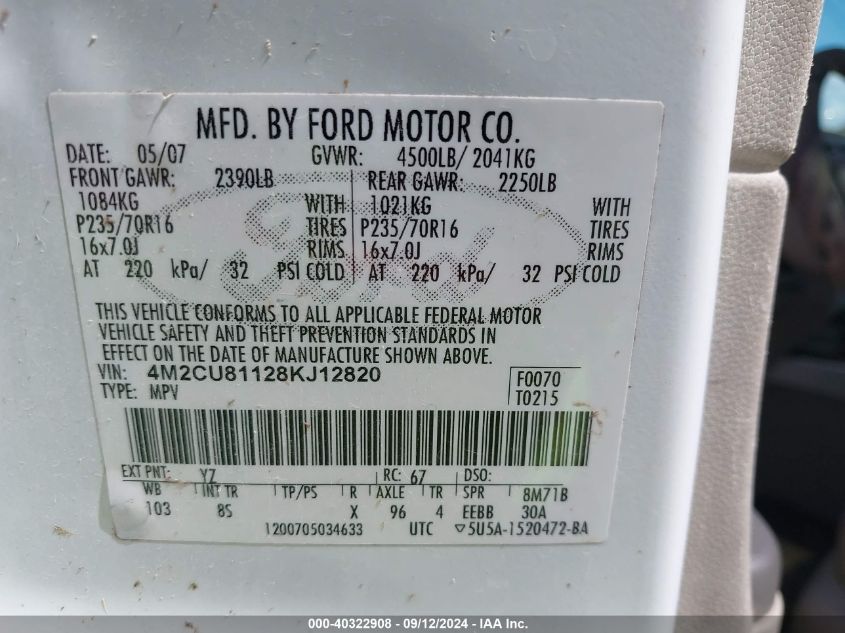 MFD. BY FORD MOTOR CO.
DATE: 05/07 GVWR: 4500LB/ 2041KG
FRONT GAWR: 2390LB REAR GAWR: 2250LB
1084KG WITH 1021KG WITH
P235/70R16 TIRES P235/70R16 TIRES
16x7.0J RIMS 16x7.0J RIMS
AT 220 kPa/ 32 PSI COLD AT 220 kPa/ 32 PSI COLD
Ford
THIS VEHICLE CONFORMS TO ALL APPLICABLE FEDERAL MOTOR
VEHICLE SAFETY AND THEFT PREVENTION STANDARDS IN
EFFECT ON THE DATE OF MANUFACTURE SHOWN ABOVE.
VIN: 4M2CU81128KJ12820 F0070
TYPE: MPV T0215
EXT PNT: YZ RC: 67 DSO:
WB INT TR TP/PS R AXLE TR SPR 8M71B
103 8S X 96 4 EEBB 30A
1200705034633 UTC ▽5U5A-1520472-BA
000-40322908 - 09/12/2024 - IAA Inc.